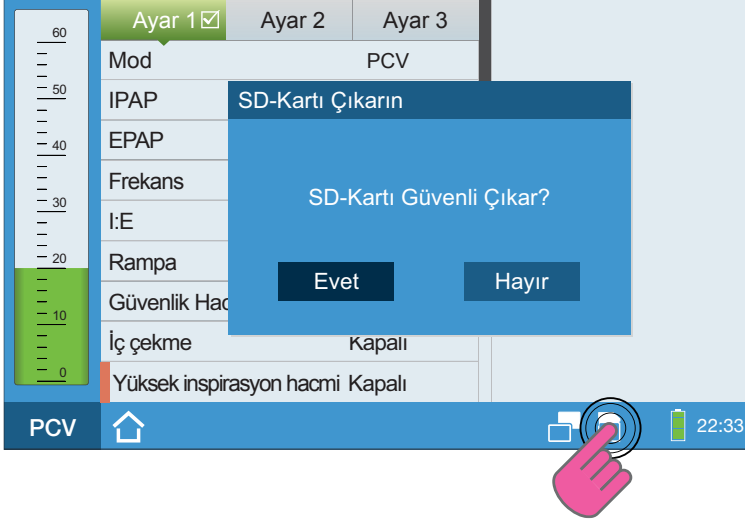 Ayar 1 Ayar 2 Ayar 3
60
50
40
30
20
10
0
Mod PCV
IPAP
EPAP
Frekans
I:E
Rampa
Güvenlik Hac
İç çekme Kapalı
Yüksek inspirasyon hacmi Kapalı
SD-Kartı Çıkarın
SD-Kartı Güvenli Çıkar?
Evet Hayır
PCV 22:33